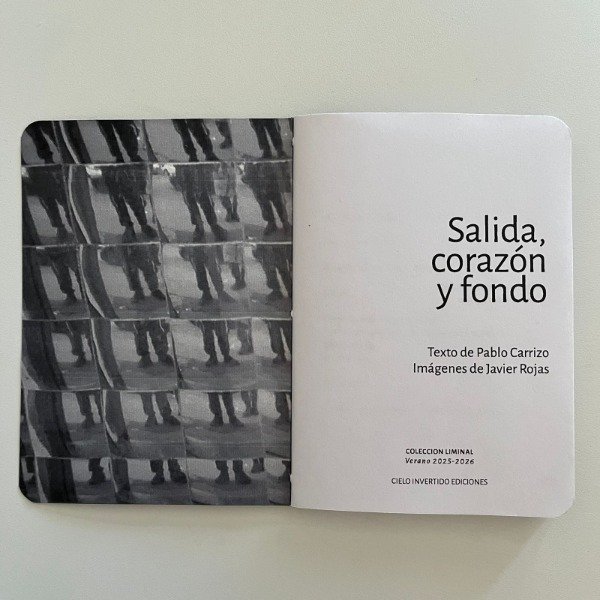 Salida,
corazón
y fondo
Texto de Pablo Carrizo
Imágenes de Javier Rojas
COLECCION LIMINAL
Verano 2025-2026
CIELO INVERTIDO EDICIONES